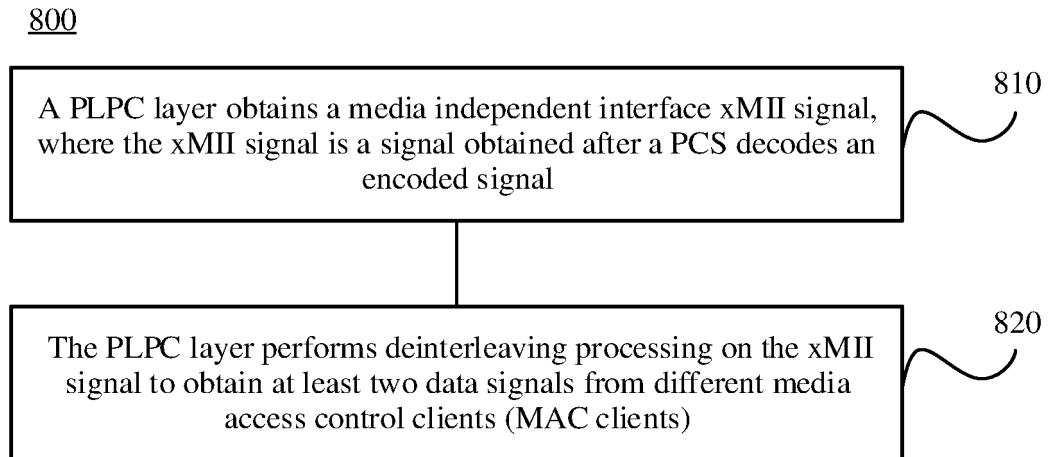 800
A PLPC layer obtains a media independent interface xMII signal,
where the xMII signal is a signal obtained after a PCS decodes an
encoded signal
810
The PLPC layer performs deinterleaving processing on the xMII
signal to obtain at least two data signals from different media
access control clients (MAC clients)
820